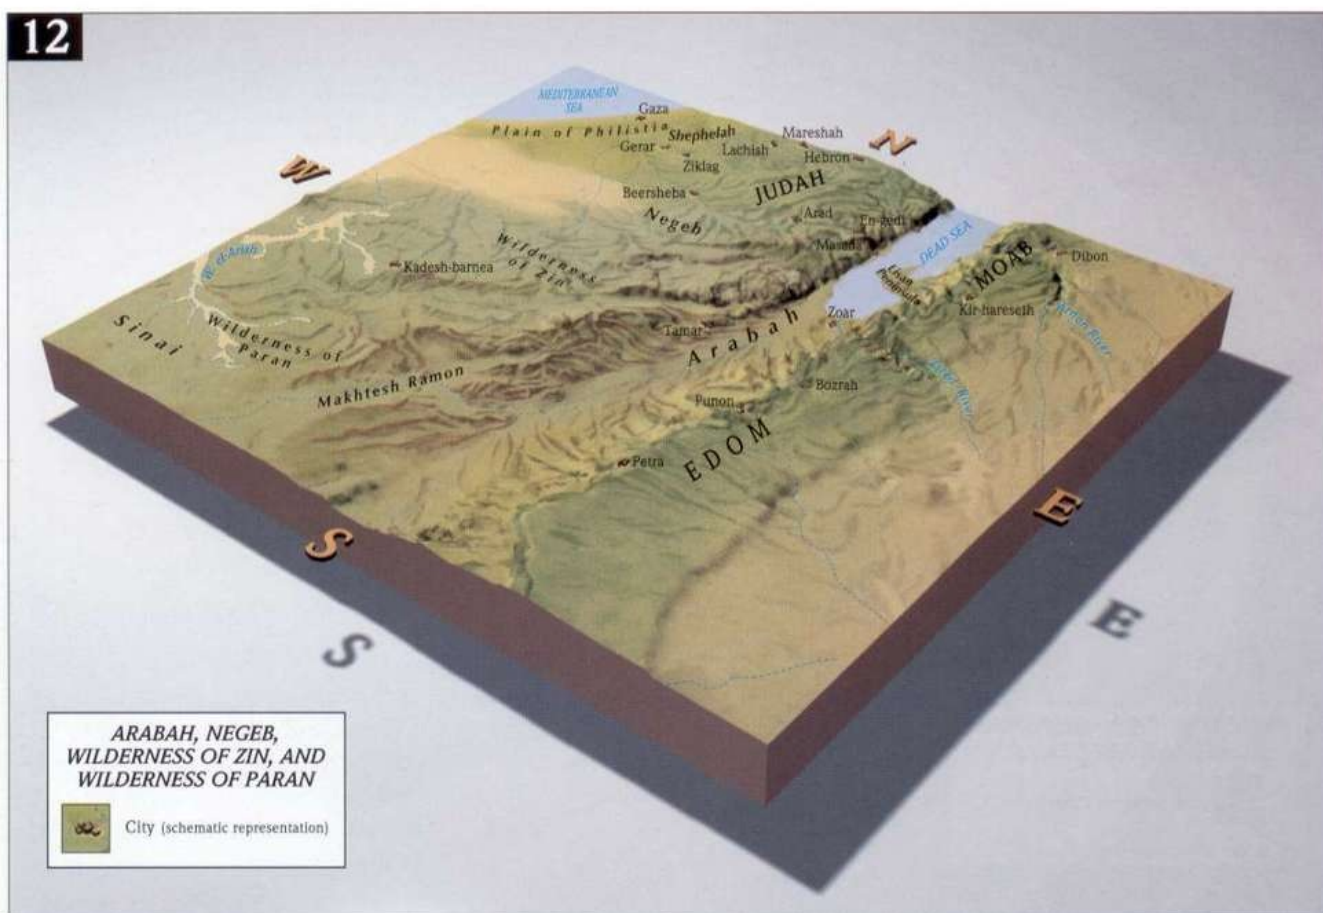 12
MEDITERRANEAN
SEA
Gaza
Plain of Philistia
Shephelah
Mareshah
N
Gerar
Lachish
Hebron
Ziklag
W
JUDAH
Beersheba
Negeb
Arad
En-gedi
Masada
DEAD SEA
Wilderness
of Zin
W. el-Arish
Kadesh-barnea
Lisan
Peninsula
MOAB
Dibon
Kir-hareseth
Arnon River
Zoar
Sinai
Wilderness of
Paran
Tamar
Arabah
Makhtesh Ramon
River
Punon
Bozrah
EDOM
Petra
S
E
S
E
ARABAH, NEGEB,
WILDERNESS OF ZIN, AND
WILDERNESS OF PARAN
City (schematic representation)